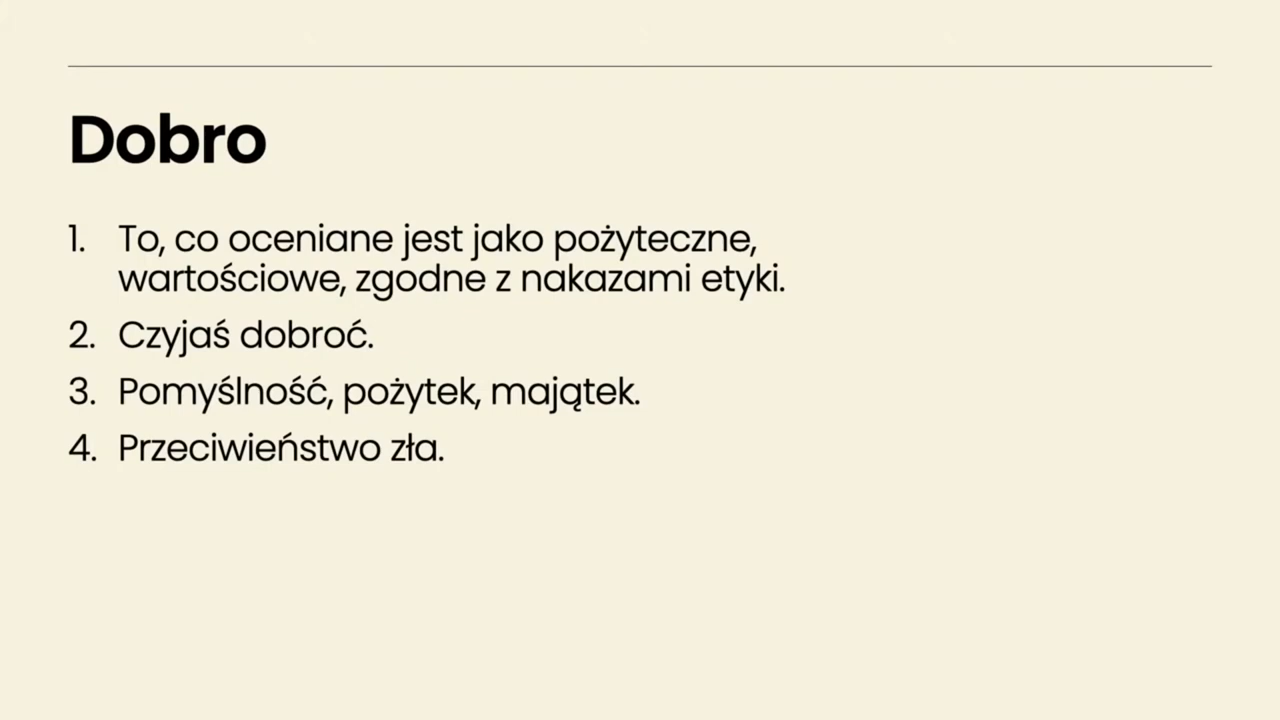 Dobro
1. To, co oceniane jest jako pożyteczne,
wartościowe, zgodne z nakazami etyki.
2. Czyjaś dobroć.
3. Pomyślność, pożytek, majątek.
4. Przeciwieństwo zła.